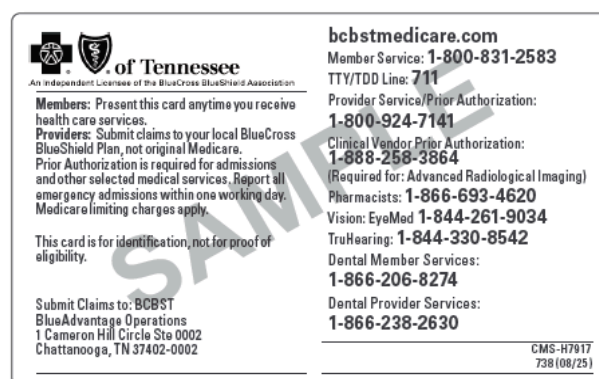 of Tennessee
An Independent Licensee of the BlueCross BlueShield Association
Members: Present this card anytime you receive
health care services.
Providers: Submit claims to your local BlueCross
BlueShield Plan, not original Medicare.
Prior Authorization is required for admissions
and other selected medical services. Report all
emergency admissions within one working day.
Medicare limiting charges apply.
This card is for identification, not for proof of
eligibility.
Submit Claims to: BCBST
BlueAdvantage Operations
1 Cameron Hill Circle Ste 0002
Chattanooga, TN 37402-0002
bcbstmedicare.com
Member Service: 1-800-831-2583
TTY/TDD Line: 711
Provider Service/Prior Authorization:
1-800-924-7141
Clinical Vendor Prior Authorization:
1-888-258-3864
(Required for: Advanced Radiological Imaging)
Pharmacists: 1-866-693-4620
Vision: EyeMed 1-844-261-9034
TruHearing: 1-844-330-8542
Dental Member Services:
1-866-206-8274
Dental Provider Services:
1-866-238-2630
CMS-H7917
738 (08/25)
SAMPLE